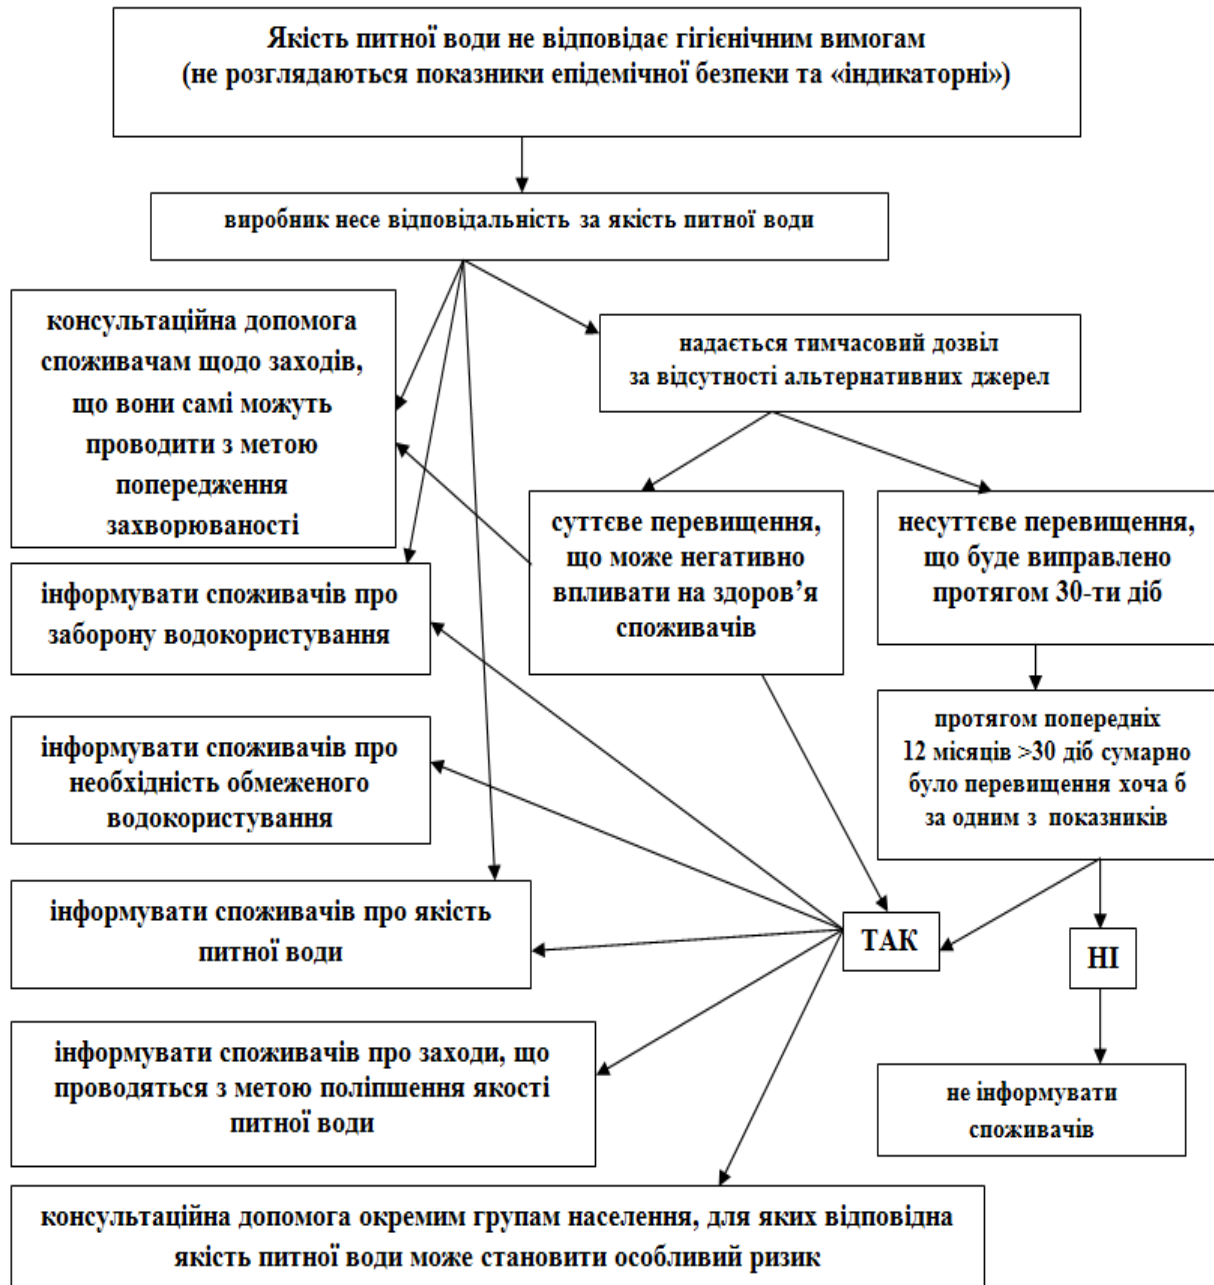 Якість питної води не відповідає гігієнічним вимогам
(не розглядаються показники епідемічної безпеки та «індикаторні»)
виробник несе відповідальність за якість питної води
консультаційна допомога
споживачам щодо заходів,
що вони самі можуть
проводити з метою
попередження
захворюваності
надається тимчасовий дозвіл
за відсутності альтернативних джерел
суттєве перевищення,
що може негативно
впливати на здоров’я
споживачів
несуттєве перевищення,
що буде виправлено
протягом 30-ти діб
інформувати споживачів про
заборону водокористування
протягом попередніх
12 місяців >30 діб сумарно
було перевищення хоча б
за одним з показників
інформувати споживачів про
необхідність обмеженого
водокористування
інформувати споживачів про якість
питної води
ТАК
НІ
інформувати споживачів про заходи, що
проводяться з метою поліпшення якості
питної води
не інформувати
споживачів
консультаційна допомога окремим групам населення, для яких відповідна
якість питної води може становити особливий ризик